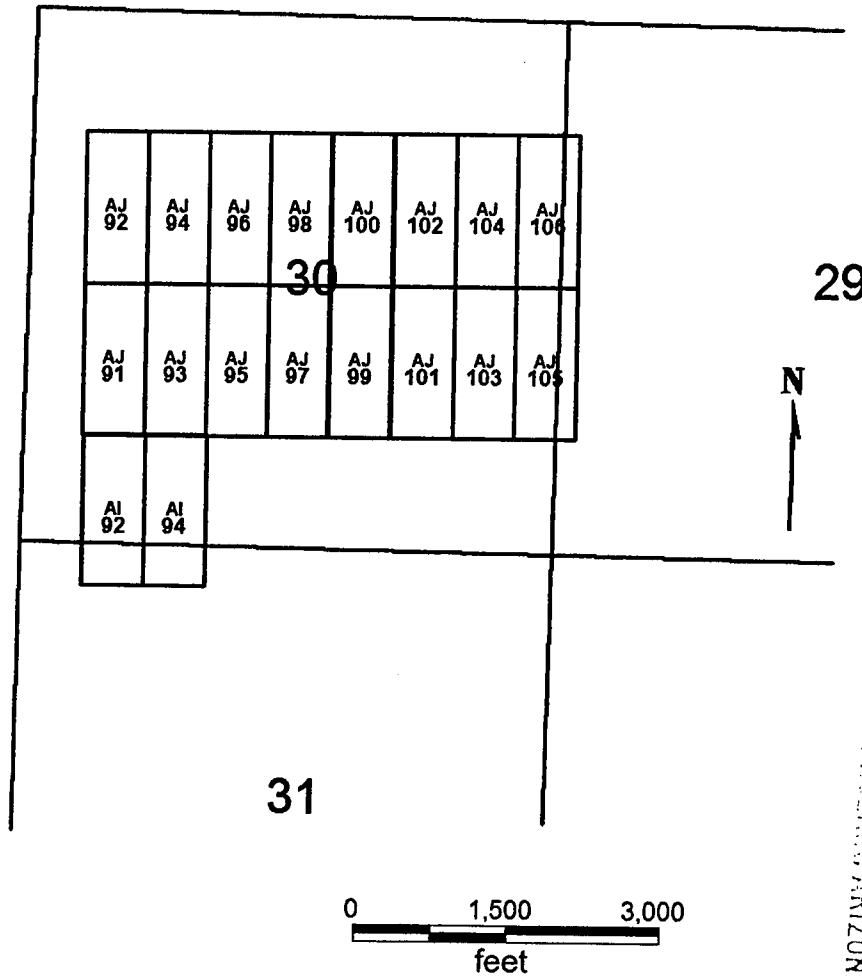 AJ 92
AJ 94
AJ 96
AJ 98
AJ 100
AJ 102
AJ 104
AJ 106
30
29
AJ 91
AJ 93
AJ 95
AJ 97
AJ 99
AJ 101
AJ 103
AJ 105
N
AI 92
AI 94
31
0 1,500 3,000
feet